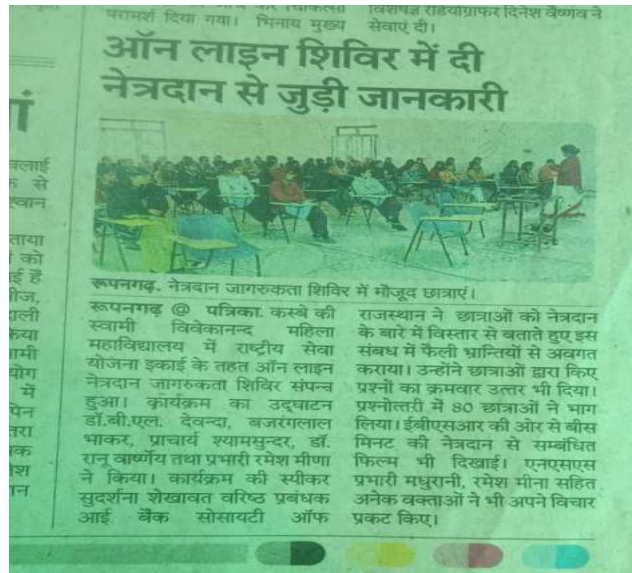 परामर्श दिया गया। भिनाय मुख्य
विशेषज्ञ रेडियोग्राफर दिनेश वैष्णव ने
सेवाएं दी।
ऑन लाइन शिविर में दी
नेत्रदान से जुड़ी जानकारी
रूपनगढ़. नेत्रदान जागरुकता शिविर में मौजूद छात्राएं।
रूपनगढ़ @ पत्रिका. कस्बे की
स्वामी विवेकानन्द महिला
महाविद्यालय में राष्ट्रीय सेवा
योजना इकाई के तहत ऑन लाइन
नेत्रदान जागरुकता शिविर संपन्न
हुआ। कार्यक्रम का उद्घाटन
डॉ.बी.एल. देवन्दा, बजरंगलाल
भाकर, प्राचार्य श्यामसुन्दर, डॉ.
रानू वार्ष्णेय तथा प्रभारी रमेश मीणा
ने किया। कार्यक्रम की स्पीकर
सुदर्शना शेखावत वरिष्ठ प्रबंधक
आई बैंक सोसायटी ऑफ
राजस्थान ने छात्राओं को नेत्रदान
के बारे में विस्तार से बताते हुए इस
संबध में फैली भ्रान्तियों से अवगत
कराया। उन्होंने छात्राओं द्वारा किए
प्रश्नों का क्रमवार उत्तर भी दिया।
प्रश्नोत्तरी में 80 छात्राओं ने भाग
लिया। ईबीएसआर की ओर से बीस
मिनट की नेत्रदान से सम्बंधित
फिल्म भी दिखाई। एनएसएस
प्रभारी मधुरानी, रमेश मीना सहित
अनेक वक्ताओं ने भी अपने विचार
प्रकट किए।